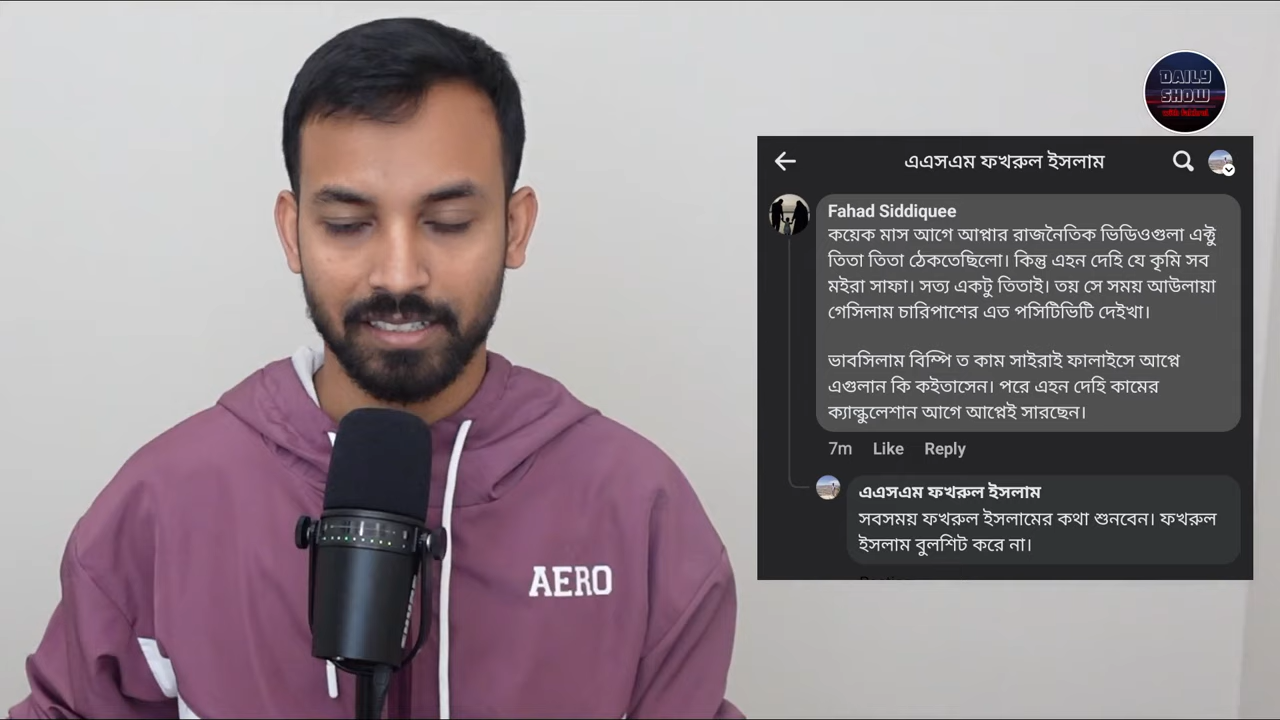 DAILY
SHOW
with fakhrul
এএসএম ফখরুল ইসলাম
Fahad Siddiquee
কয়েক মাস আগে আপ্নার রাজনৈতিক ভিডিওগুলা এক্টু
তিতা তিতা ঠেকতেছিলো। কিন্তু এহন দেহি যে কৃমি সব
মইরা সাফা। সত্য একটু তিতাই। তয় সে সময় আউলায়া
গেসিলাম চারিপাশের এত পসিটিভিটি দেইখা।
ভাবসিলাম বিম্পি ত কাম সাইরাই ফালাইসে আপ্নে
এগুলান কি কইতাসেন। পরে এহন দেহি কামের
ক্যাল্কুলেশান আগে আপ্নেই সারছেন।
7m Like Reply
এএসএম ফখরুল ইসলাম
সবসময় ফখরুল ইসলামের কথা শুনবেন। ফখরুল
ইসলাম বুলশিট করে না।
AERO